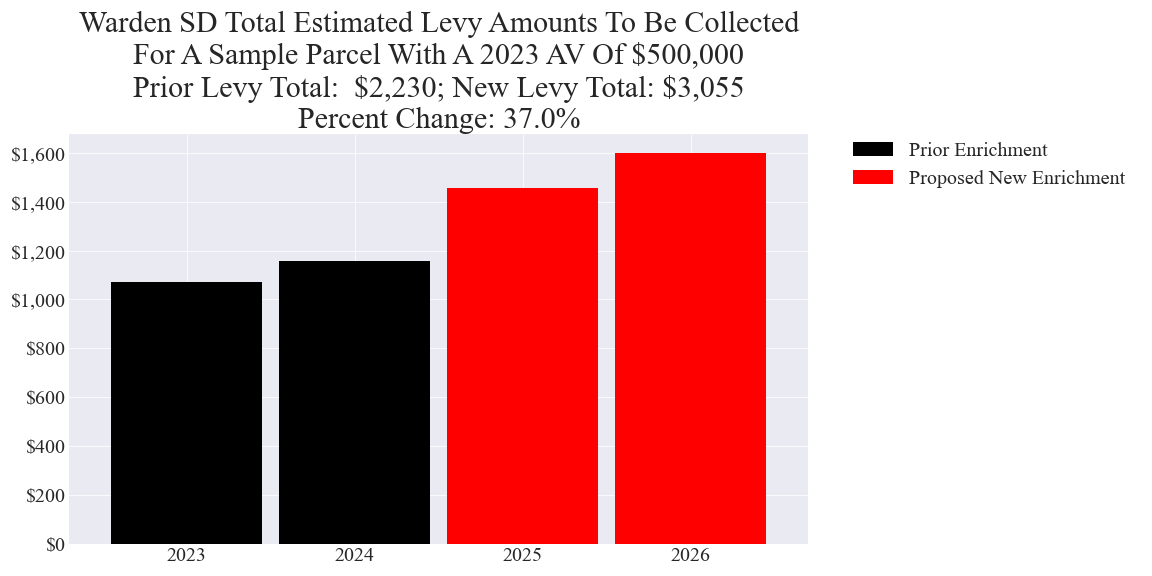 Warden SD Total Estimated Levy Amounts To Be Collected
For A Sample Parcel With A 2023 AV Of $500,000
Prior Levy Total:  $2,230; New Levy Total: $3,055
Percent Change: 37.0%
$1,600
$1,400
$1,200
$1,000
$800
$600
$400
$200
$0
2023
2024
2025
2026
Prior Enrichment
Proposed New Enrichment